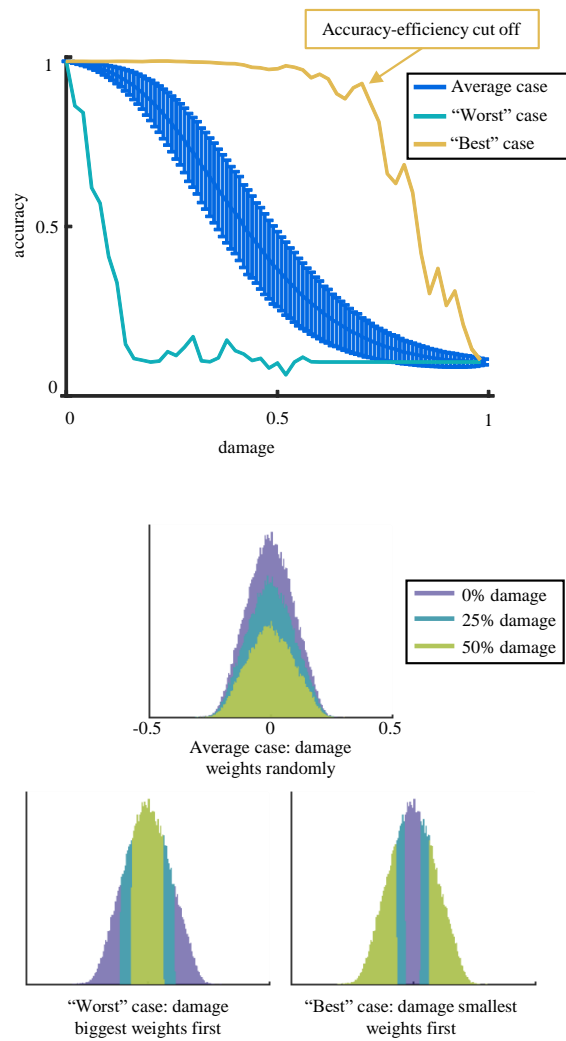 Accuracy-efficiency cut off
1
Average case
“Worst” case
“Best” case
accuracy
0.5
0
0
0.5
1
damage
0% damage
25% damage
50% damage
-0.5
0
0.5
Average case: damage
weights randomly
“Worst” case: damage
biggest weights first
“Best” case: damage smallest
weights first